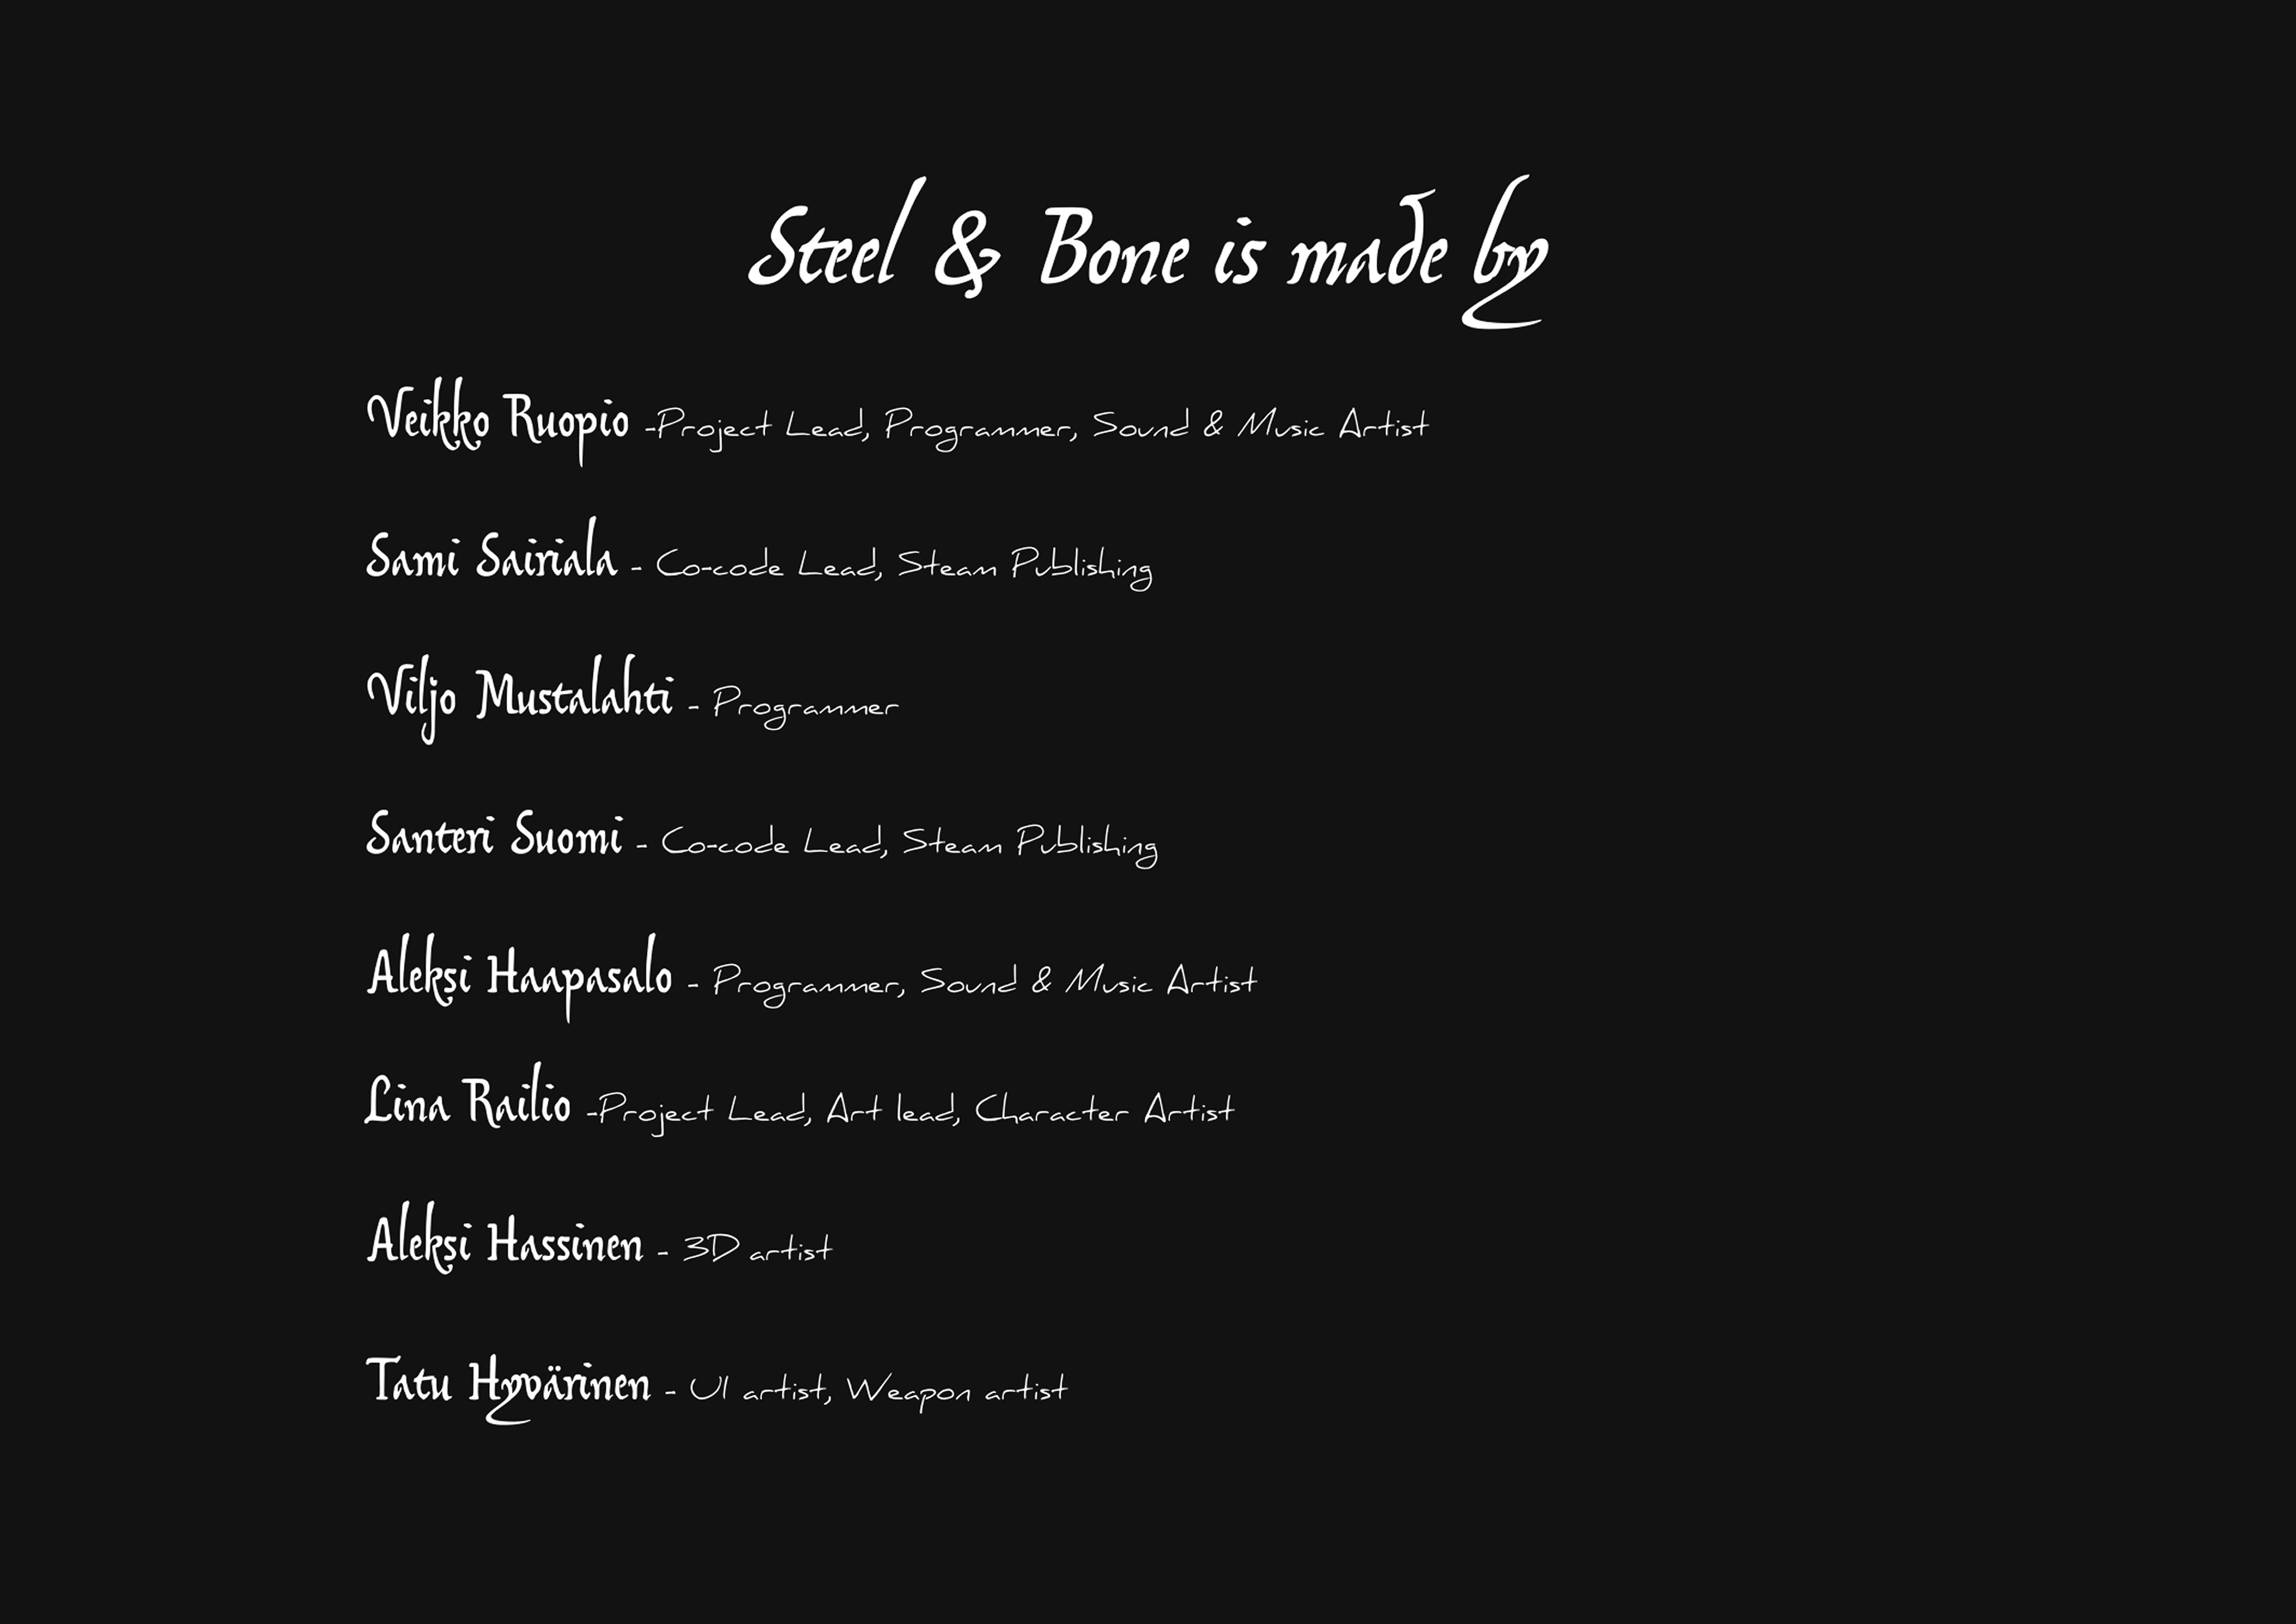 Steel & Bone is made by
Veikko Ruopio -Project Lead, Programmer, Sound & Music Artist
Sami Sairiala - Co-code Lead, Steam Publishing
Viljo Mustalahti - Programmer
Santeri Suomi - Co-code Lead, Steam Publishing
Aleksi Haapasalo - Programmer, Sound & Music Artist
Lina Railio -Project Lead, Art lead, Character Artist
Aleksi Hassinen - 3D artist
Tatu Hyvärinen - UI artist, Weapon artist